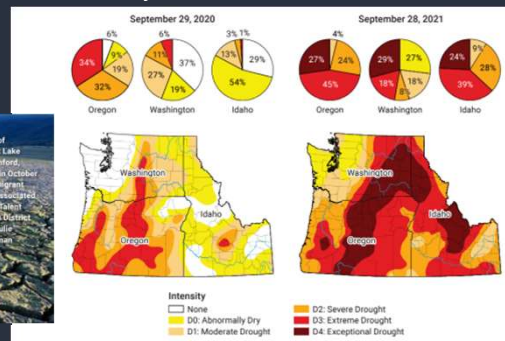 September 29, 2020
September 28, 2021
6%
9%
19%
32%
34%
Oregon
6%
37%
19%
27%
11%
Washington
3% 1%
29%
54%
13%
Idaho
4%
24%
45%
27%
Oregon
27%
18%
8%
18%
29%
Washington
9%
28%
39%
24%
Idaho
of
Lake
nford,
in October
migrant
associated
Talent
District
ulie
man
Washington
Idaho
Oregon
Washington
Idaho
Oregon
Intensity
None
D0: Abnormally Dry
D1: Moderate Drought
D2: Severe Drought
D3: Extreme Drought
D4: Exceptional Drought